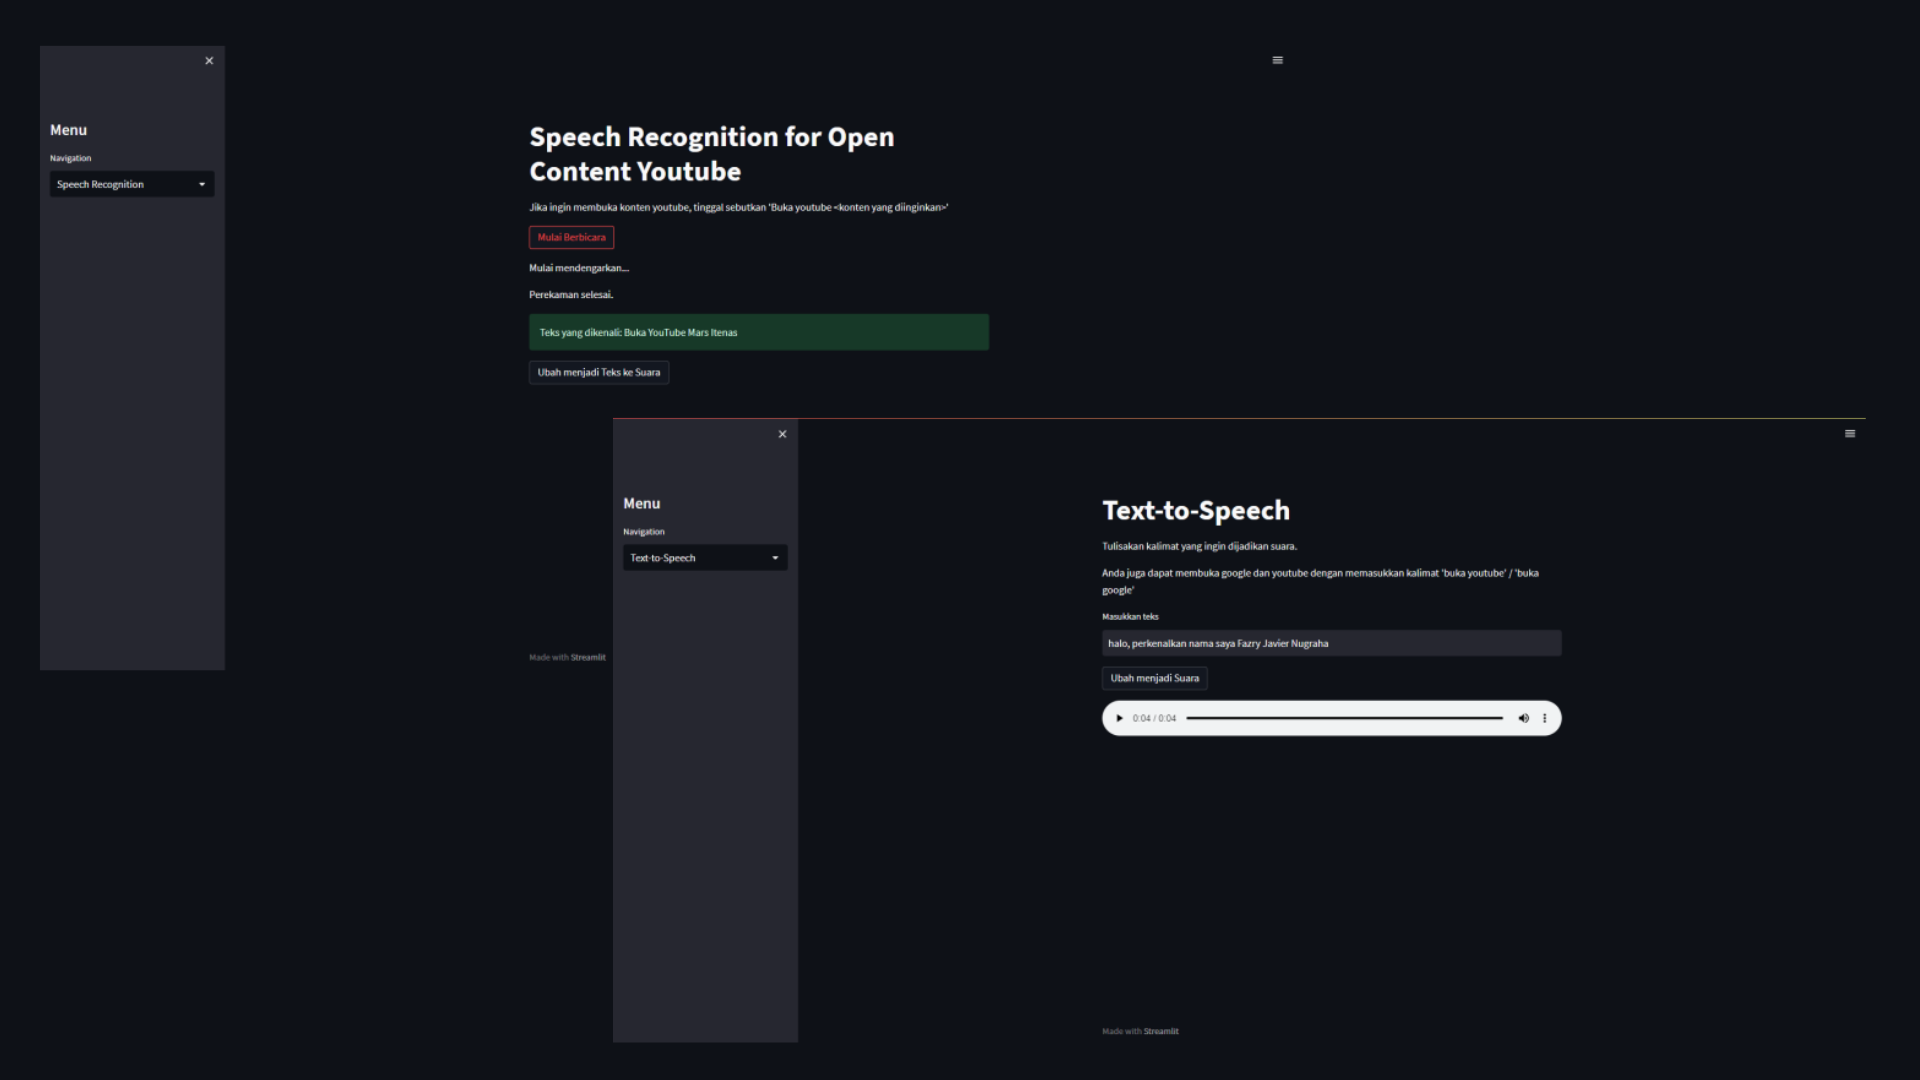 Menu
Navigation
Speech Recognition
Speech Recognition for Open
Content Youtube
Jika ingin membuka konten youtube, tinggal sebutkan 'Buka youtube <konten yang diinginkan>'
Mulai Berbicara
Mulai mendengarkan...
Perekaman selesai.
Teks yang dikenali: Buka YouTube Mars Itenas
Ubah menjadi Teks ke Suara
Made with Streamlit
Menu
Navigation
Text-to-Speech
Text-to-Speech
Tulisakan kalimat yang ingin dijadikan suara.
Anda juga dapat membuka google dan youtube dengan memasukkan kalimat 'buka youtube' / 'buka
google'
Masukkan teks
halo, perkenalkan nama saya Fazry Javier Nugraha
Ubah menjadi Suara
0:04 / 0:04
Made with Streamlit